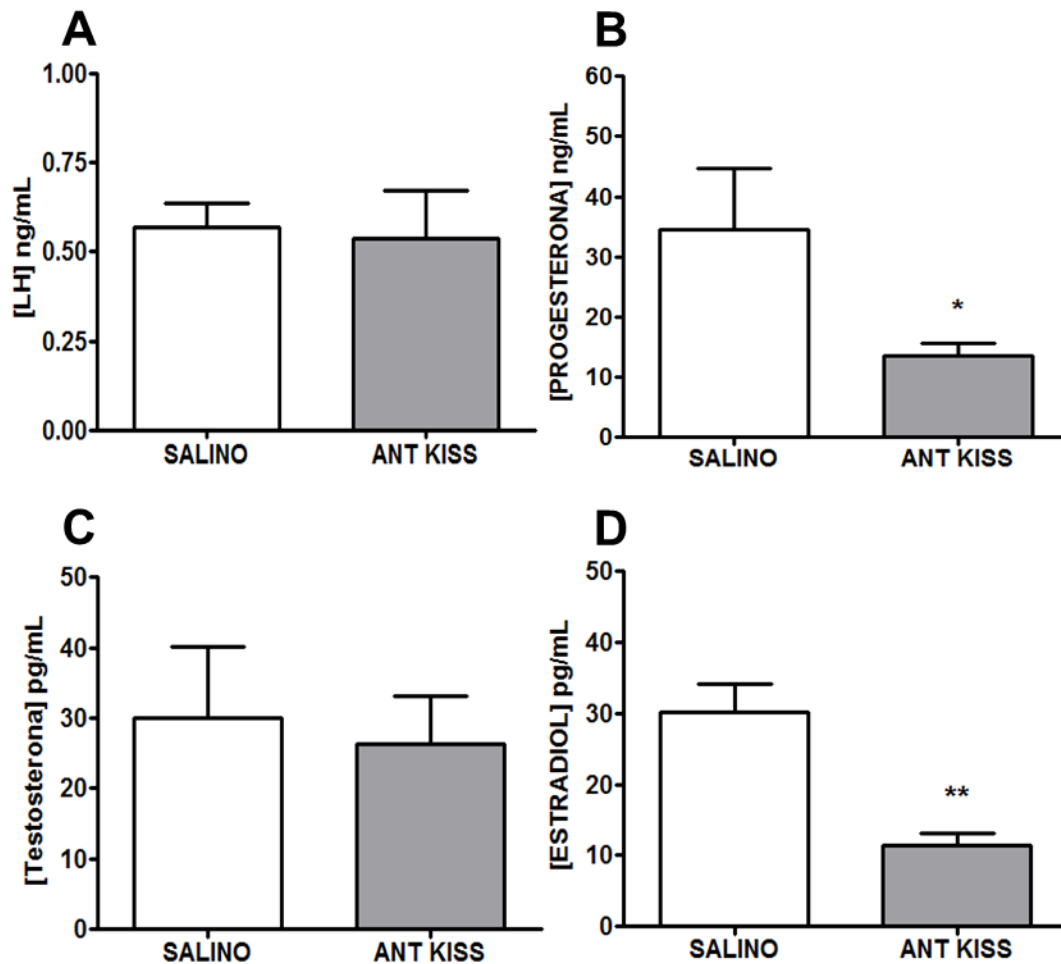 A
[LH] ng/mL
1.00
0.75
0.50
0.25
0.00
SALINO
ANT KISS
B
[PROGESTERONA] ng/mL
60
50
40
30
20
10
0
*
SALINO
ANT KISS
C
[Testosterona] pg/mL
50
40
30
20
10
0
SALINO
ANT KISS
D
[ESTRADIOL] pg/mL
50
40
30
20
10
0
**
SALINO
ANT KISS